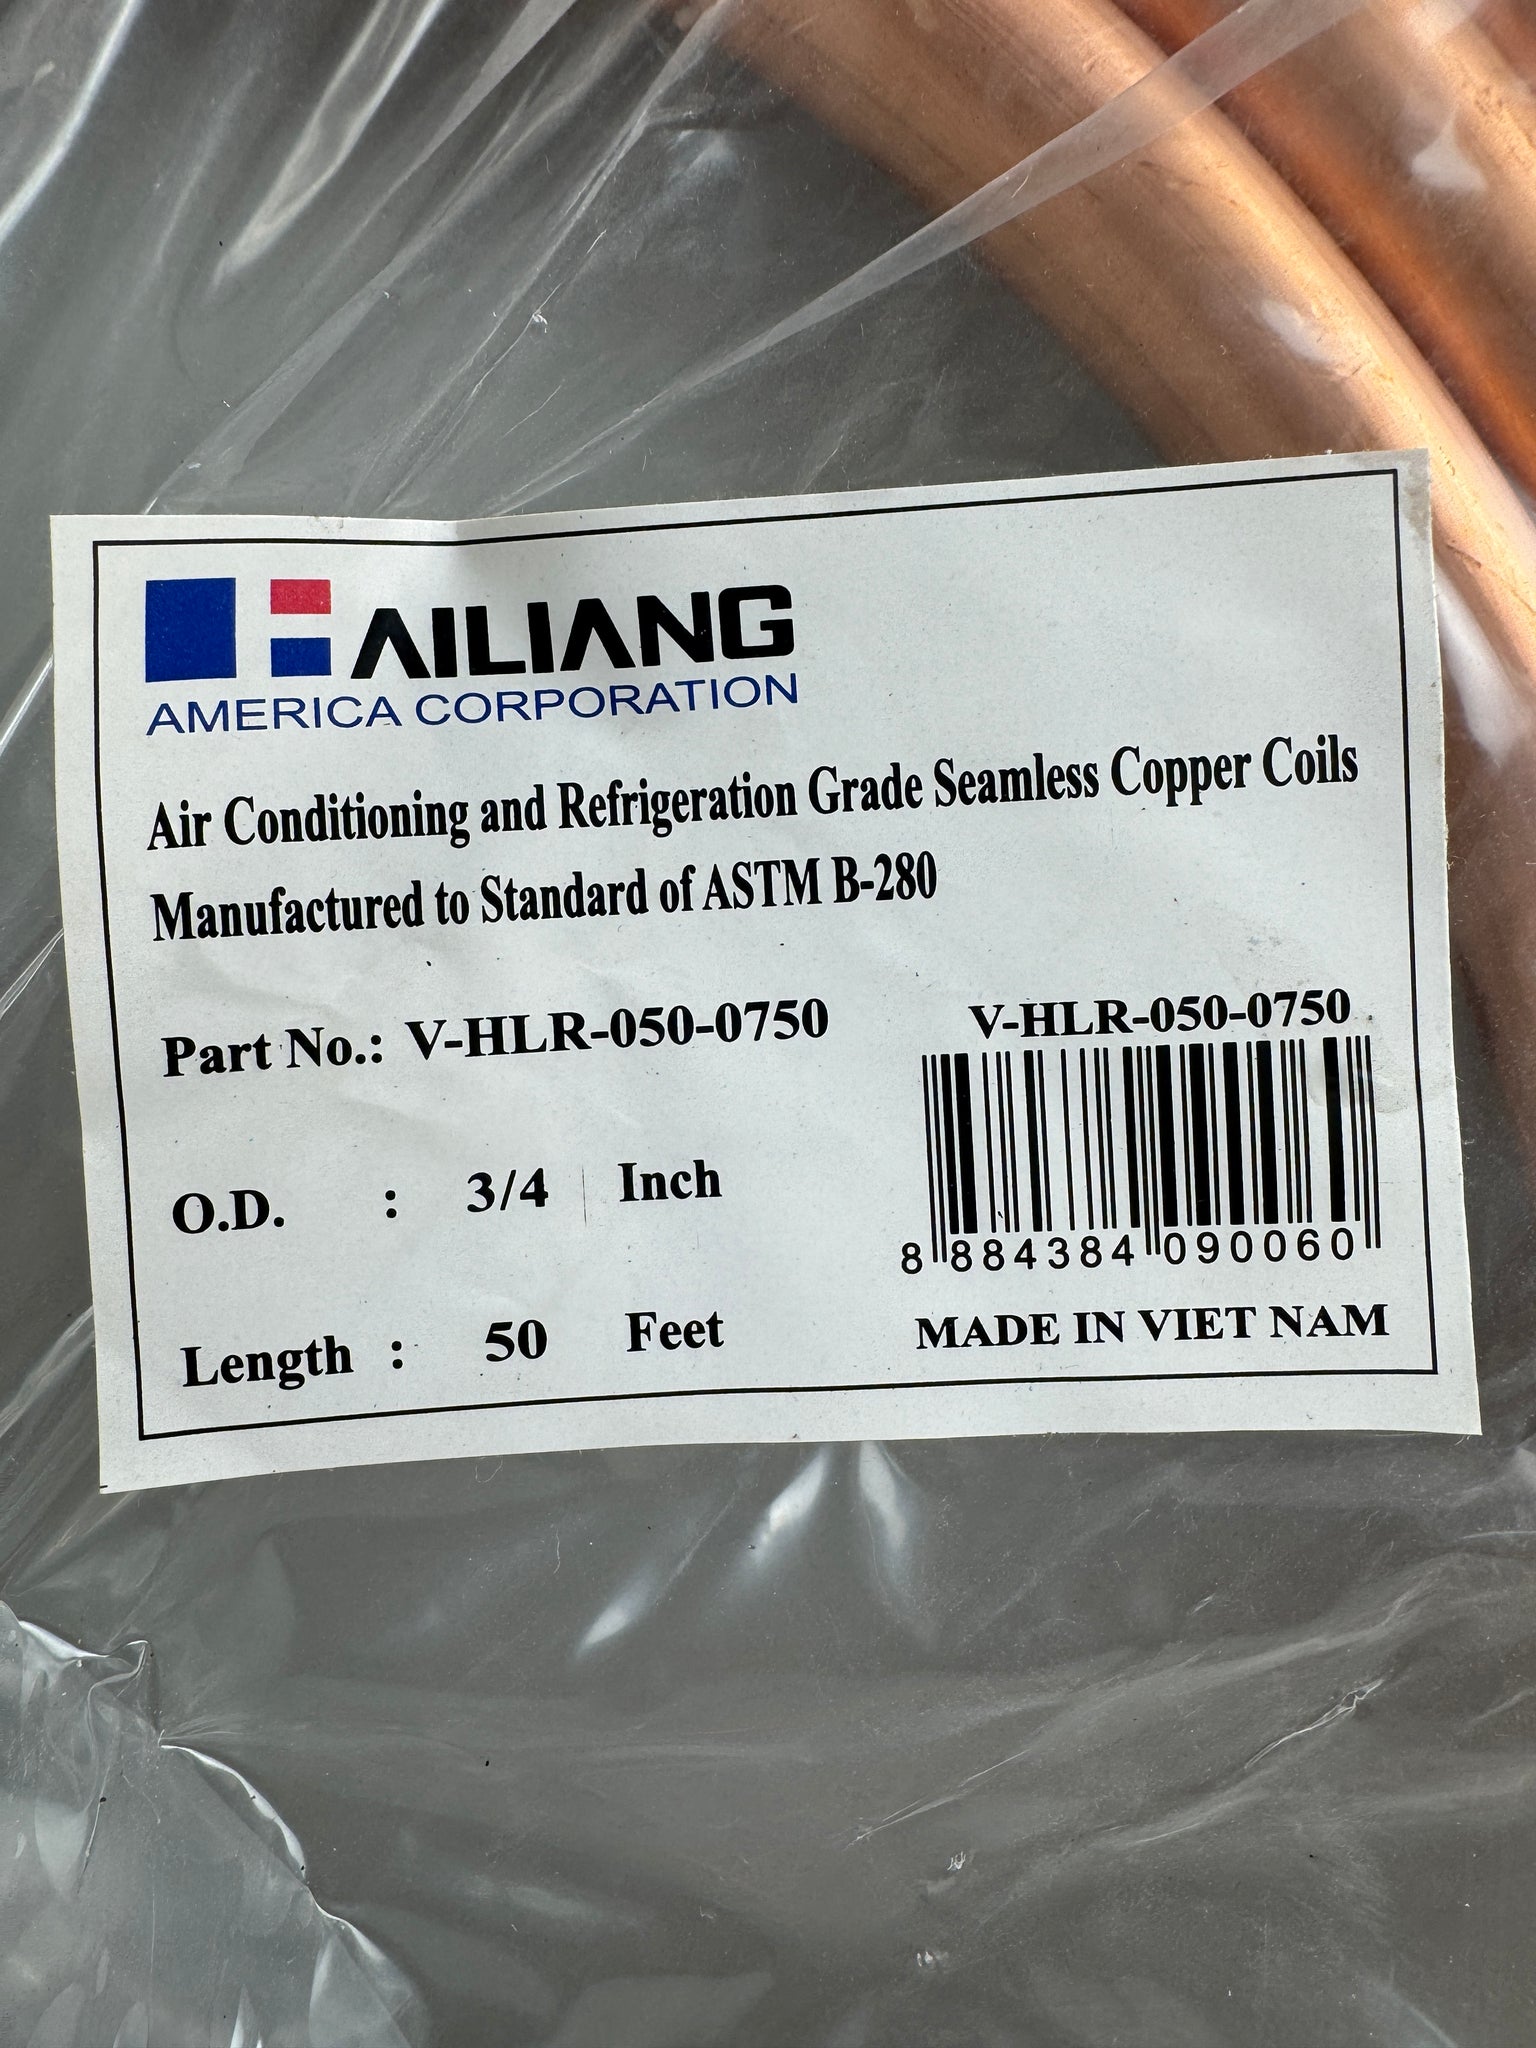 HAILIANG
AMERICA CORPORATION
Air Conditioning and Refrigeration Grade Seamless Copper Coils
Manufactured to Standard of ASTM B-280
Part No.: V-HLR-050-0750
V-HLR-050-0750
O.D. : 3/4 Inch
8 884384 090060
Length : 50 Feet
MADE IN VIET NAM